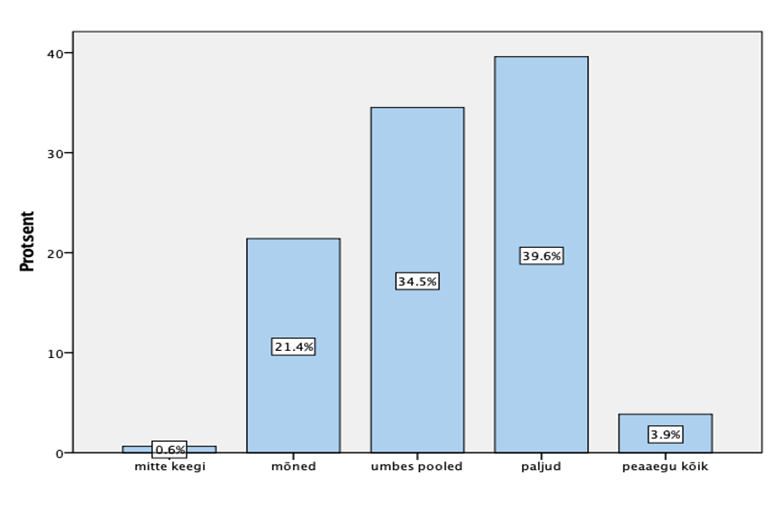 Protsent
40
30
20
10
0
0.6%
21.4%
34.5%
39.6%
3.9%
mitte keegi
mõned
umbes pooled
paljud
peaaegu kõik